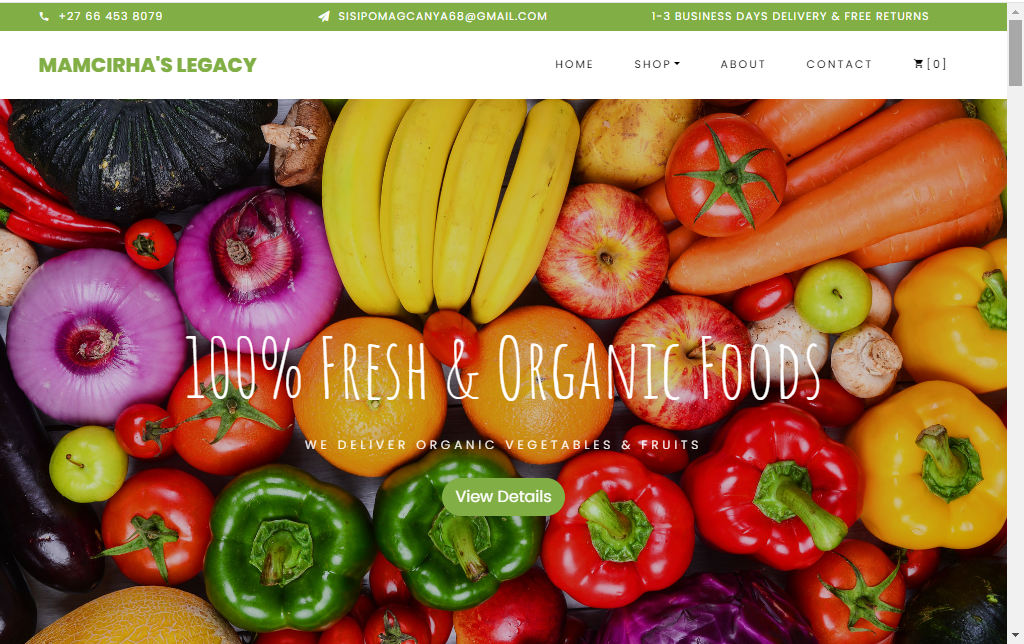 +27 66 453 8079
SISIPOMAGCANYA68@GMAIL.COM
1-3 BUSINESS DAYS DELIVERY & FREE RETURNS
MAMCIRHA'S LEGACY
HOME
SHOP
ABOUT
CONTACT
[0]
100% Fresh & Organic Foods
WE DELIVER ORGANIC VEGETABLES & FRUITS
View Details